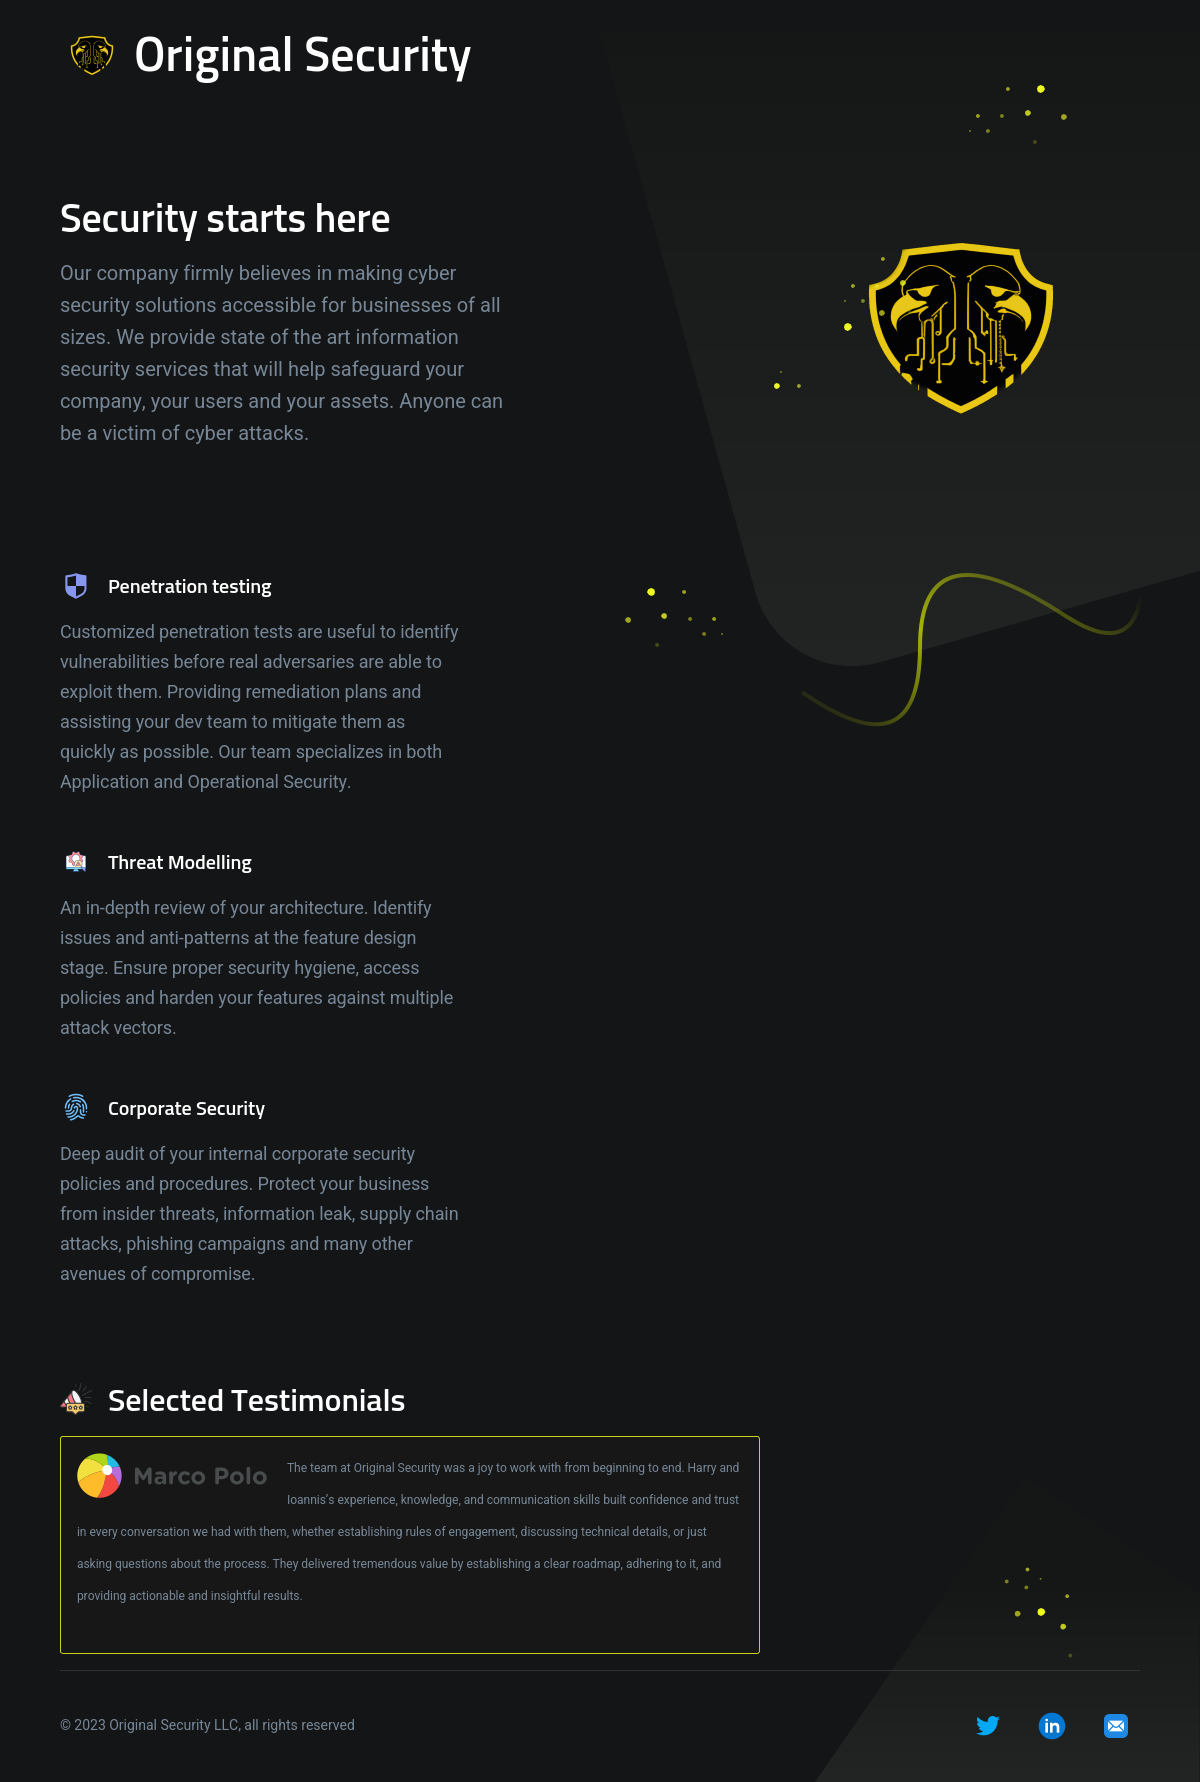 Original Security
Security starts here
Our company firmly believes in making cyber
security solutions accessible for businesses of all
sizes. We provide state of the art information
security services that will help safeguard your
company, your users and your assets. Anyone can
be a victim of cyber attacks.
Penetration testing
Customized penetration tests are useful to identify
vulnerabilities before real adversaries are able to
exploit them. Providing remediation plans and
assisting your dev team to mitigate them as
quickly as possible. Our team specializes in both
Application and Operational Security.
Threat Modelling
An in-depth review of your architecture. Identify
issues and anti-patterns at the feature design
stage. Ensure proper security hygiene, access
policies and harden your features against multiple
attack vectors.
Corporate Security
Deep audit of your internal corporate security
policies and procedures. Protect your business
from insider threats, information leak, supply chain
attacks, phishing campaigns and many other
avenues of compromise.
Selected Testimonials
Marco Polo
The team at Original Security was a joy to work with from beginning to end. Harry and
Ioannis's experience, knowledge, and communication skills built confidence and trust
in every conversation we had with them, whether establishing rules of engagement, discussing technical details, or just
asking questions about the process. They delivered tremendous value by establishing a clear roadmap, adhering to it, and
providing actionable and insightful results.
© 2023 Original Security LLC, all rights reserved
in